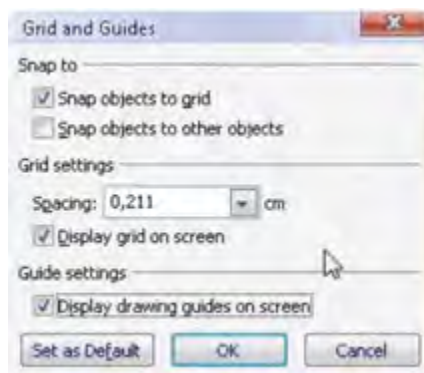 Grid and Guides
Snap to
Snap objects to grid
Snap objects to other objects
Grid settings
Spacing: 0,211 cm
Display grid on screen
Guide settings
Display drawing guides on screen
Set as Default OK Cancel